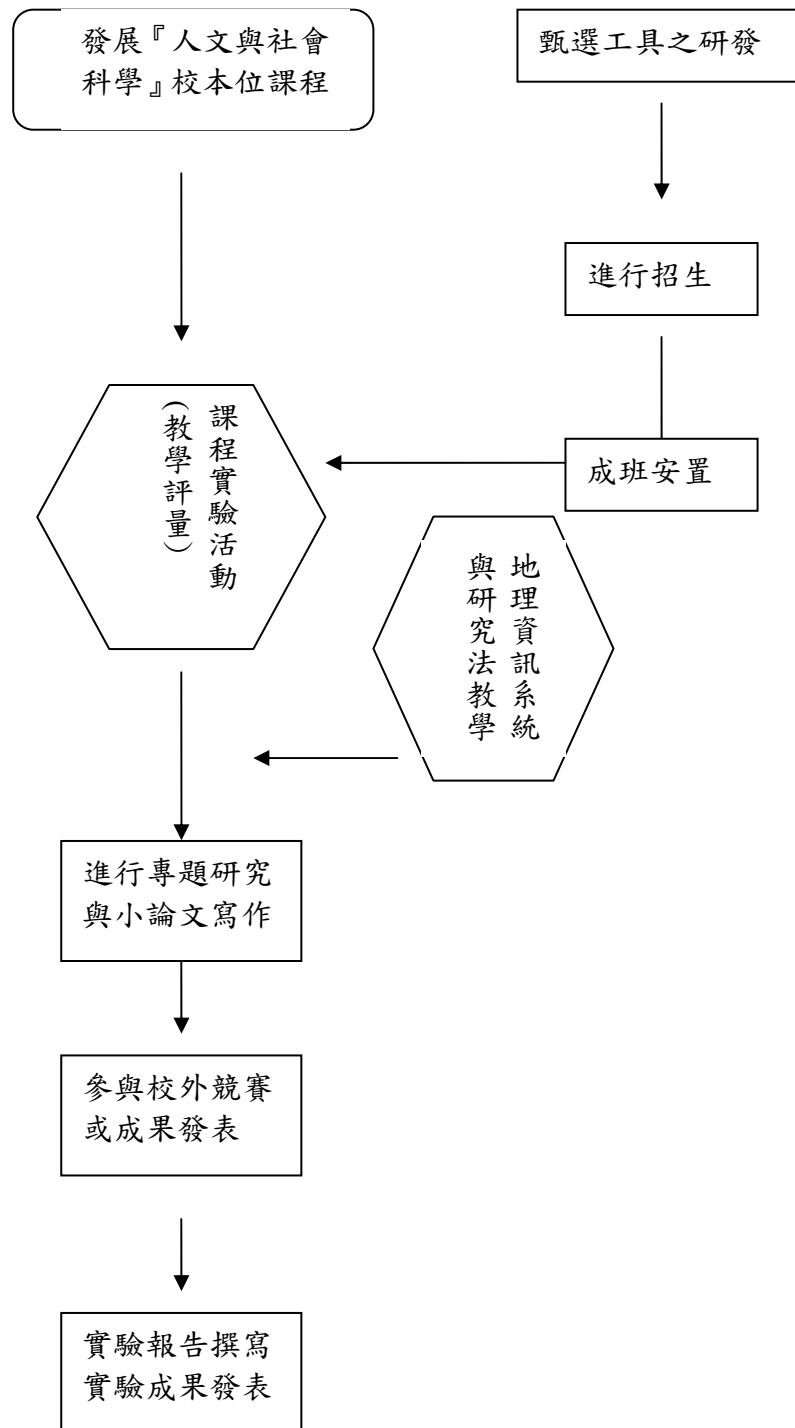 發展『人文與社會
科學』校本位課程
甄選工具之研發
進行招生
成班安置
課程實驗活動
(教學評量)
地理資訊系統
與研究法教學
進行專題研究
與小論文寫作
參與校外競賽
或成果發表
實驗報告撰寫
實驗成果發表